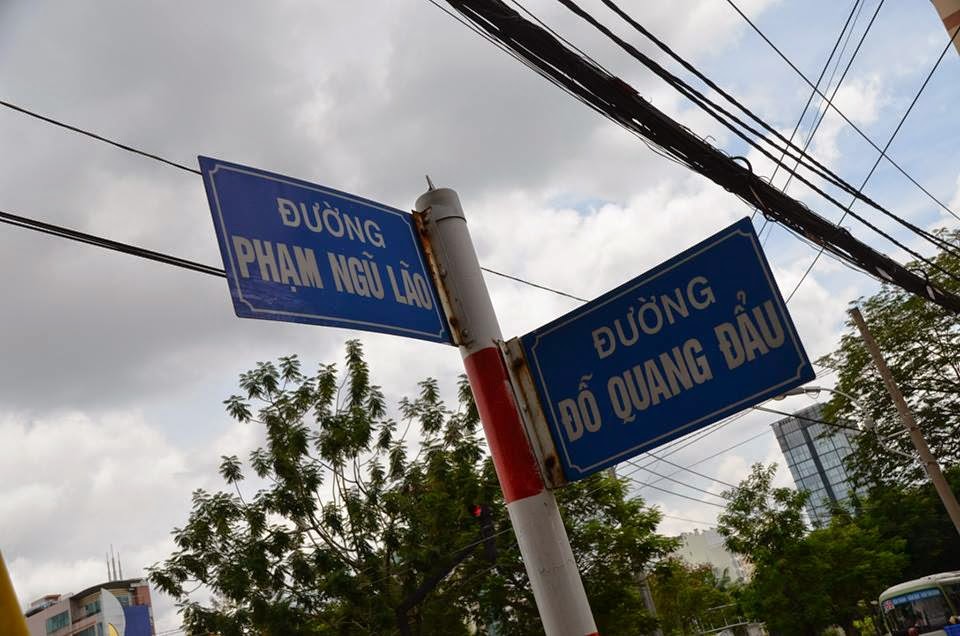 ĐƯỜNG
PHẠM NGŨ LÃO
ĐƯỜNG
ĐỖ QUANG ĐẨU